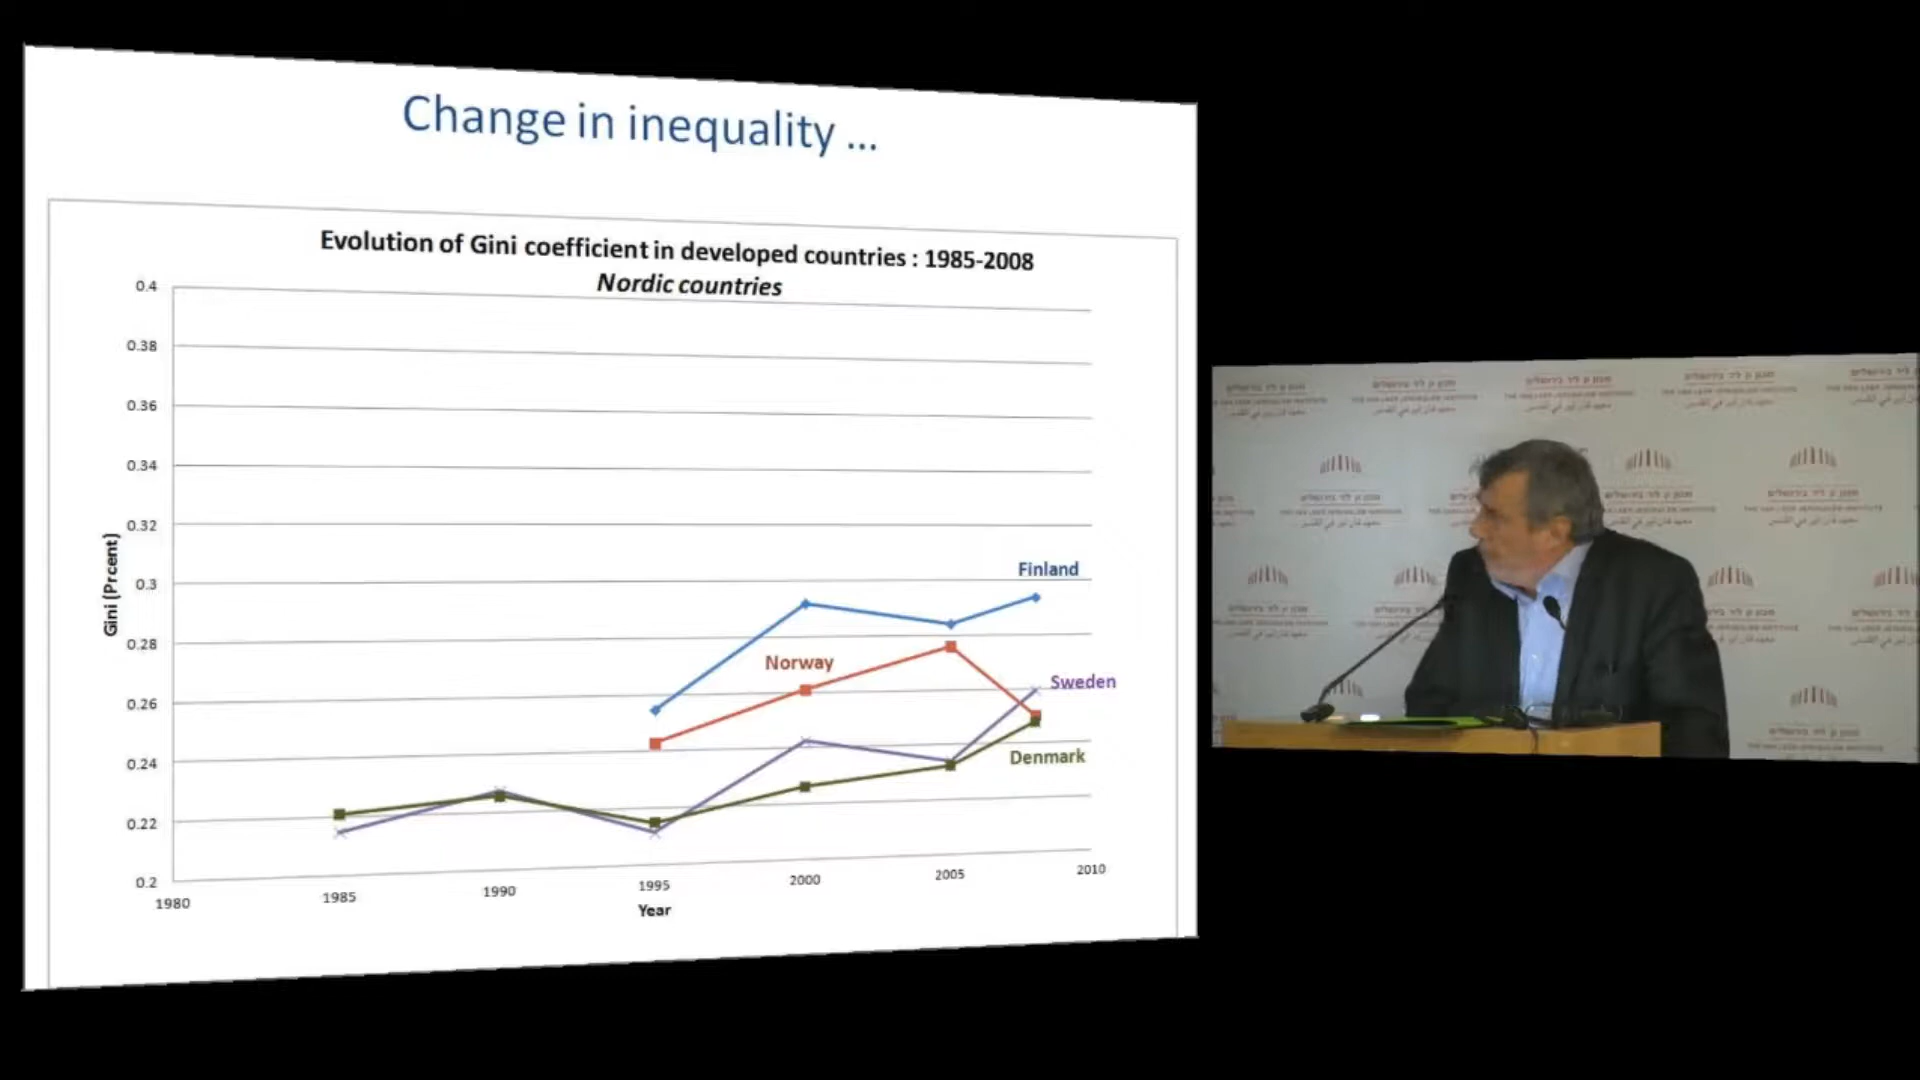 Change in inequality ...
Evolution of Gini coefficient in developed countries : 1985-2008
Nordic countries
Gini (Prcent)
0.4
0.38
0.36
0.34
0.32
0.3
0.28
0.26
0.24
0.22
0.2
Finland
Norway
Sweden
Denmark
1980
1985
1990
1995
2000
2005
2010
Year